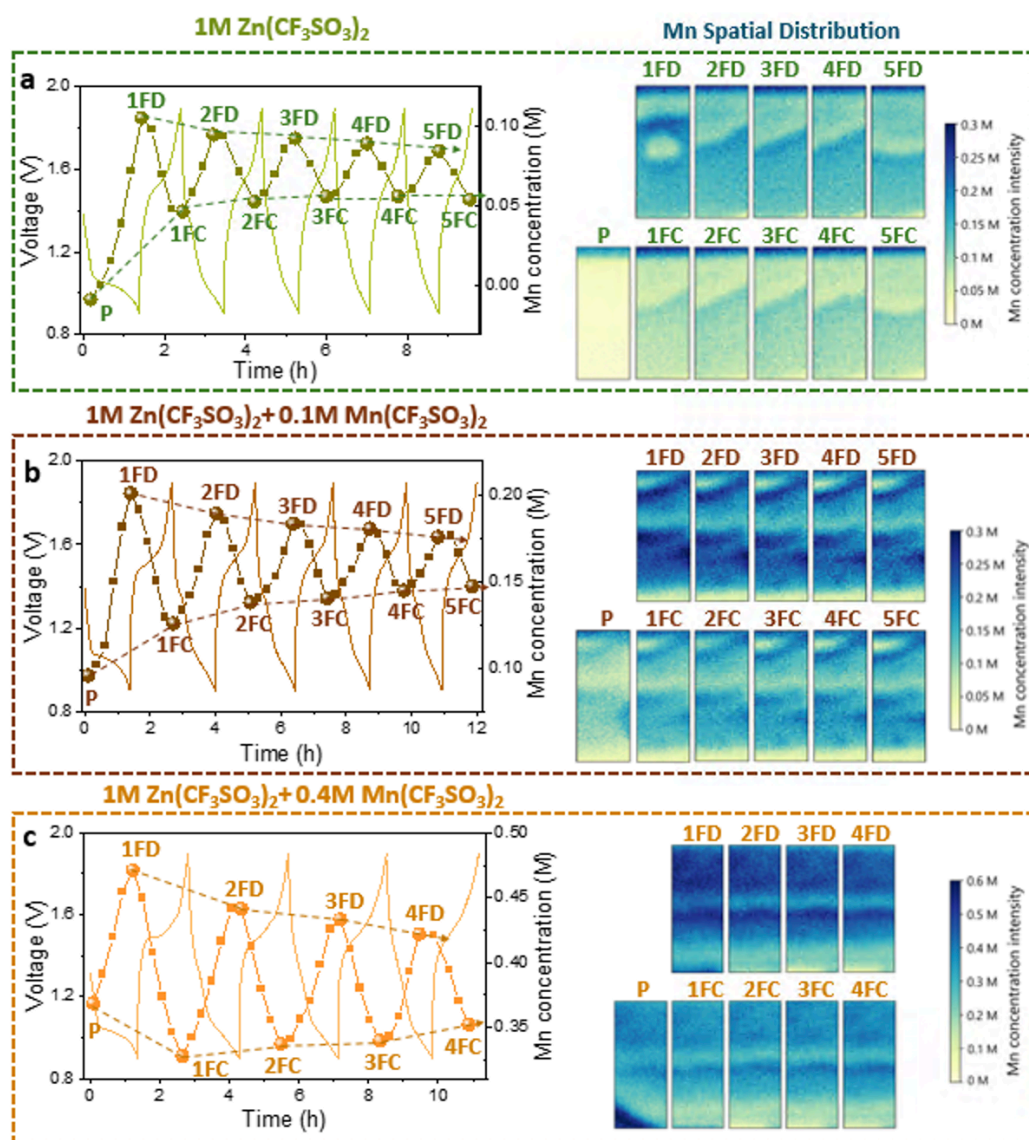 1M Zn(CF₃SO₃)₂
Mn Spatial Distribution
a
2.0
1.6
1.2
0.8
Voltage (V)
0 2 4 6 8
Time (h)
0.10
0.05
0.00
Mn concentration (M)
1FD 2FD 3FD 4FD 5FD
P 1FC 2FC 3FC 4FC 5FC
1FD 2FD 3FD 4FD 5FD
P 1FC 2FC 3FC 4FC 5FC
0.3 M
0.25 M
0.2 M
0.15 M
0.1 M
0.05 M
0 M
Mn concentration intensity
1M Zn(CF₃SO₃)₂+0.1M Mn(CF₃SO₃)₂
b
2.0
1.6
1.2
0.8
Voltage (V)
0 2 4 6 8 10 12
Time (h)
0.20
0.15
0.10
Mn concentration (M)
1FD 2FD 3FD 4FD 5FD
P 1FC 2FC 3FC 4FC 5FC
1FD 2FD 3FD 4FD 5FD
P 1FC 2FC 3FC 4FC 5FC
0.3 M
0.25 M
0.2 M
0.15 M
0.1 M
0.05 M
0 M
Mn concentration intensity
1M Zn(CF₃SO₃)₂+0.4M Mn(CF₃SO₃)₂
c
2.0
1.6
1.2
0.8
Voltage (V)
0 2 4 6 8 10
Time (h)
0.50
0.45
0.40
0.35
Mn concentration (M)
1FD 2FD 3FD 4FD
P 1FC 2FC 3FC 4FC
1FD 2FD 3FD 4FD
P 1FC 2FC 3FC 4FC
0.6 M
0.5 M
0.4 M
0.3 M
0.2 M
0.1 M
0 M
Mn concentration intensity